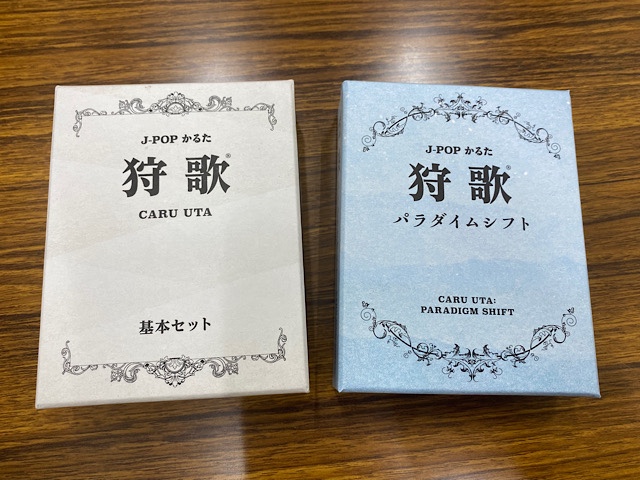 J-POP かるた
狩歌®
CARU UTA
基本セット
J-POP かるた
狩歌®
パラダイムシフト
CARU UTA:
PARADIGM SHIFT